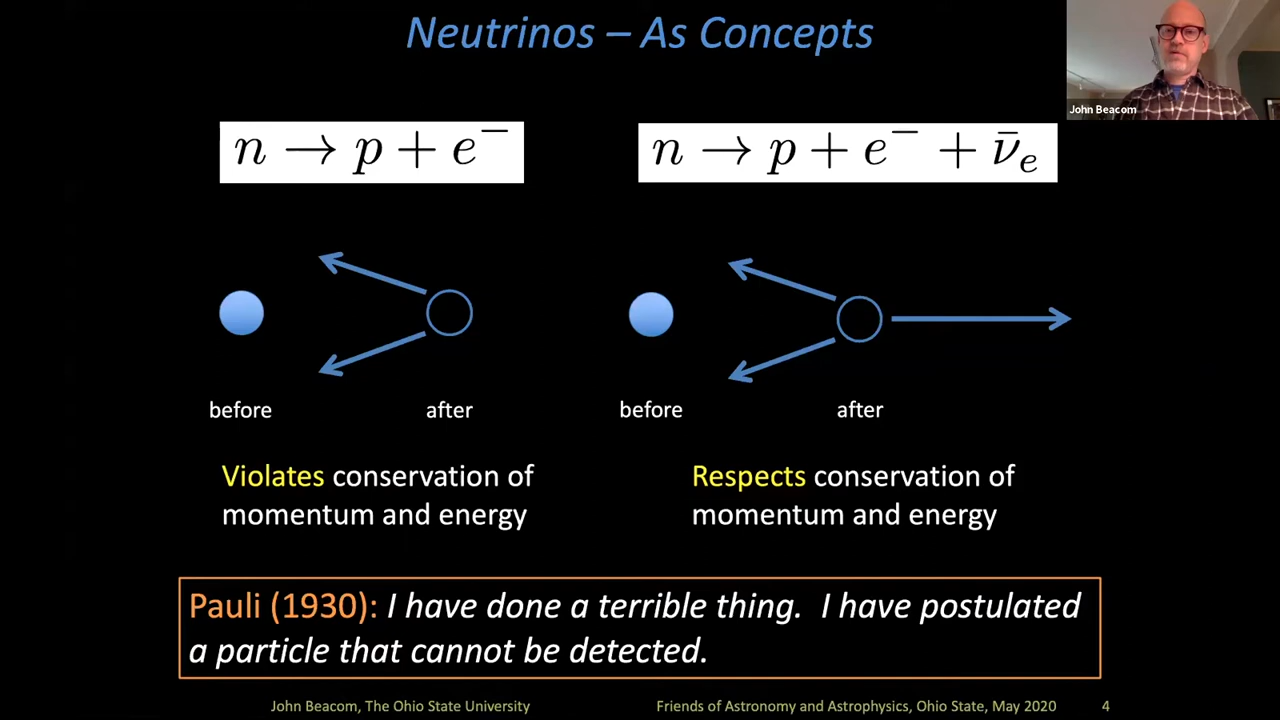 Neutrinos – As Concepts
John Beacom
n → p + e⁻
n → p + e⁻ + ν̄ₑ
before
after
before
after
Violates conservation of
momentum and energy
Respects conservation of
momentum and energy
Pauli (1930): I have done a terrible thing. I have postulated
a particle that cannot be detected.
John Beacom, The Ohio State University
Friends of Astronomy and Astrophysics, Ohio State, May 2020
4